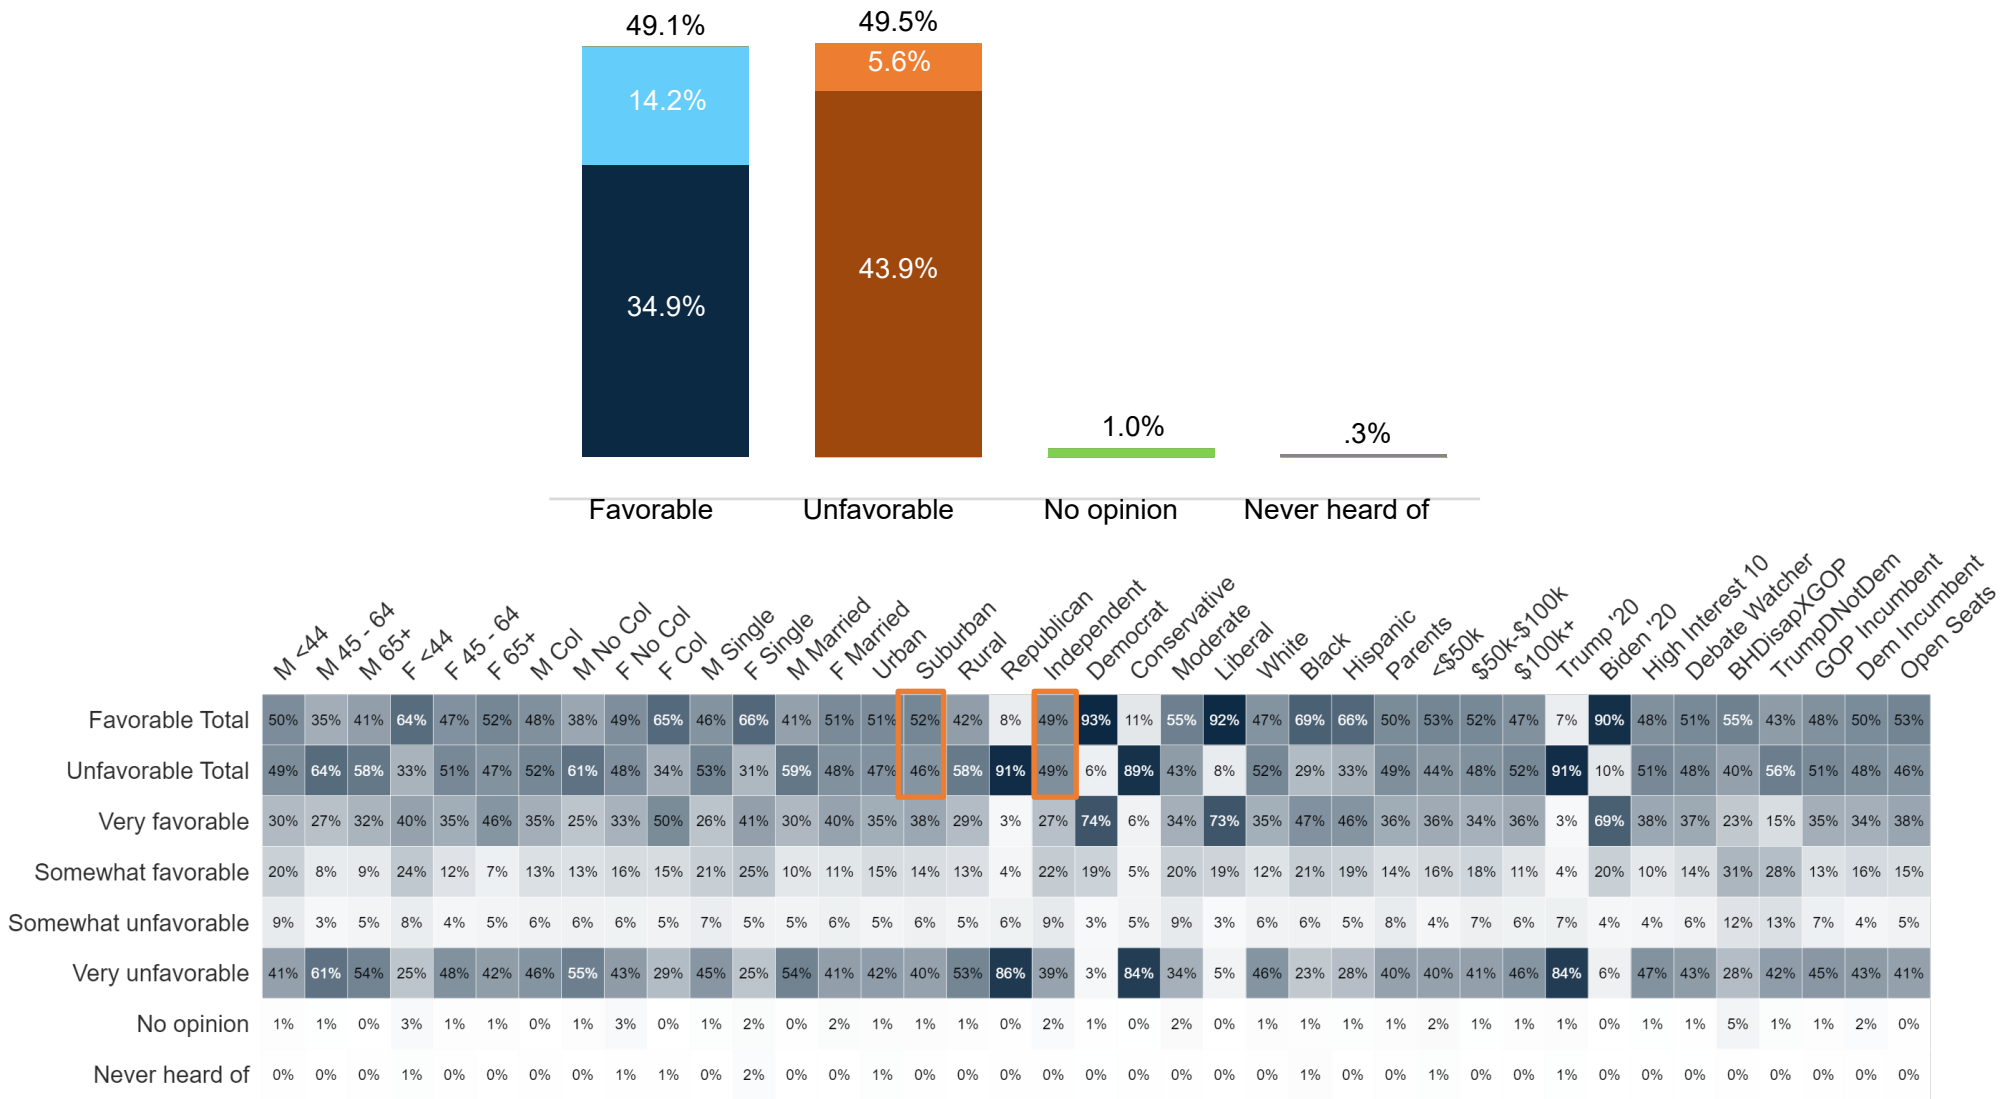 49.1% 49.5%
14.2% 5.6%
34.9% 43.9%
1.0% .3%
Favorable Unfavorable No opinion Never heard of
M <44 M 45 - 64 M 65+ F <44 F 45 - 64 F 65+ M Col M No Col F No Col F Col M Single F Single M Married F Married Urban Suburban Rural Republican Independent Democrat Conservative Moderate Liberal White Black Hispanic Parents <$50k $50k-$100k $100k+ Trump '20 Biden '20 High Interest 10 Debate Watcher BHDisapXGOP TrumpDNotDem GOP Incumbent Dem Incumbent Open Seats
Favorable Total 50% 35% 41% 64% 47% 52% 48% 38% 49% 65% 46% 66% 41% 51% 51% 52% 42% 8% 49% 93% 11% 55% 92% 47% 69% 66% 50% 53% 52% 47% 7% 90% 48% 51% 55% 43% 48% 50% 53%
Unfavorable Total 49% 64% 58% 33% 51% 47% 52% 61% 48% 34% 53% 31% 59% 48% 47% 46% 58% 91% 49% 6% 89% 43% 8% 52% 29% 33% 49% 44% 48% 52% 91% 10% 51% 48% 40% 56% 51% 48% 46%
Very favorable 30% 27% 32% 40% 35% 46% 35% 25% 33% 50% 26% 41% 30% 40% 35% 38% 29% 3% 27% 74% 6% 34% 73% 35% 47% 46% 36% 36% 34% 36% 3% 69% 38% 37% 23% 15% 35% 34% 38%
Somewhat favorable 20% 8% 9% 24% 12% 7% 13% 13% 16% 15% 21% 25% 10% 11% 15% 14% 13% 4% 22% 19% 5% 20% 19% 12% 21% 19% 14% 16% 18% 11% 4% 20% 10% 14% 31% 28% 13% 16% 15%
Somewhat unfavorable 9% 3% 5% 8% 4% 5% 6% 6% 6% 5% 7% 5% 5% 6% 5% 6% 5% 6% 9% 3% 5% 9% 3% 6% 6% 5% 8% 4% 7% 6% 7% 4% 4% 6% 12% 13% 7% 4% 5%
Very unfavorable 41% 61% 54% 25% 48% 42% 46% 55% 43% 29% 45% 25% 54% 41% 42% 40% 53% 86% 39% 3% 84% 34% 5% 46% 23% 28% 40% 40% 41% 46% 84% 6% 47% 43% 28% 42% 45% 43% 41%
No opinion 1% 1% 0% 3% 1% 1% 0% 1% 3% 0% 1% 2% 0% 2% 1% 1% 1% 0% 2% 1% 0% 2% 0% 1% 1% 1% 1% 2% 1% 1% 1% 0% 1% 1% 5% 1% 1% 2% 0%
Never heard of 0% 0% 0% 1% 0% 0% 0% 0% 1% 1% 0% 2% 0% 0% 1% 0% 0% 0% 0% 0% 0% 0% 0% 0% 1% 0% 0% 1% 0% 0% 1% 0% 0% 0% 0% 0% 0% 0% 0%